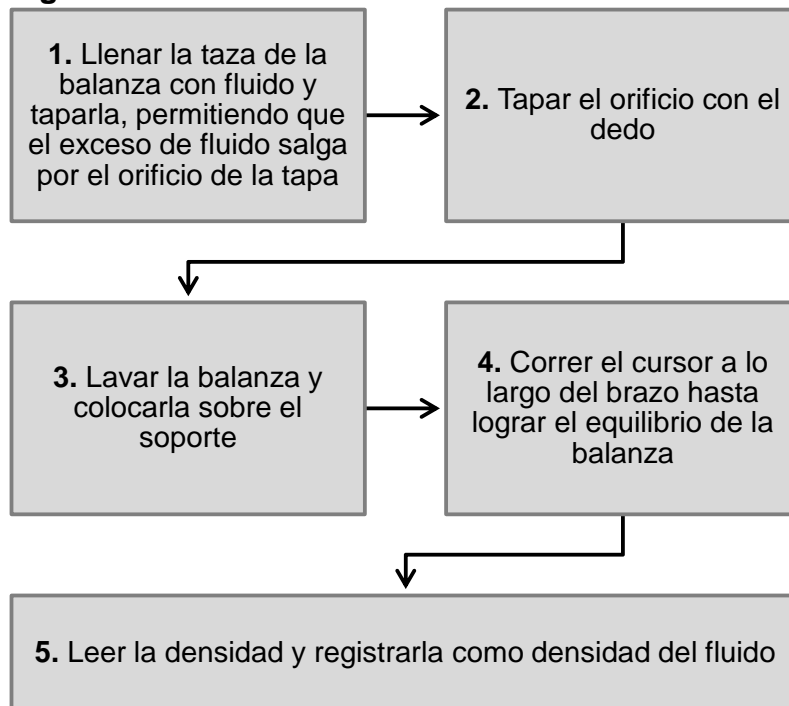 1. Llenar la taza de la
balanza con fluido y
taparla, permitiendo que
el exceso de fluido salga
por el orificio de la tapa
2. Tapar el orificio con el
dedo
3. Lavar la balanza y
colocarla sobre el
soporte
4. Correr el cursor a lo
largo del brazo hasta
lograr el equilibrio de la
balanza
5. Leer la densidad y registrarla como densidad del fluido